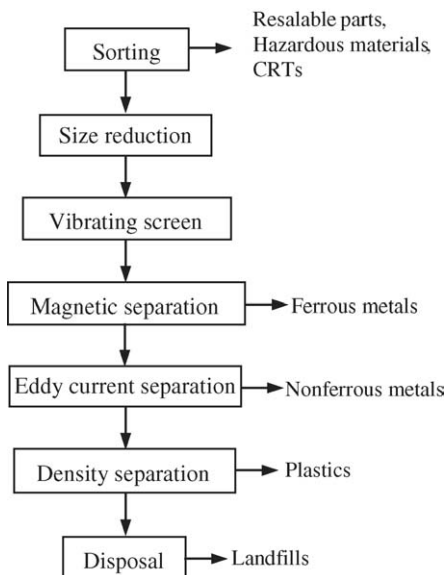 Sorting
Resalable parts,
Hazardous materials,
CRTs
Size reduction
Vibrating screen
Magnetic separation
Ferrous metals
Eddy current separation
Nonferrous metals
Density separation
Plastics
Disposal
Landfills